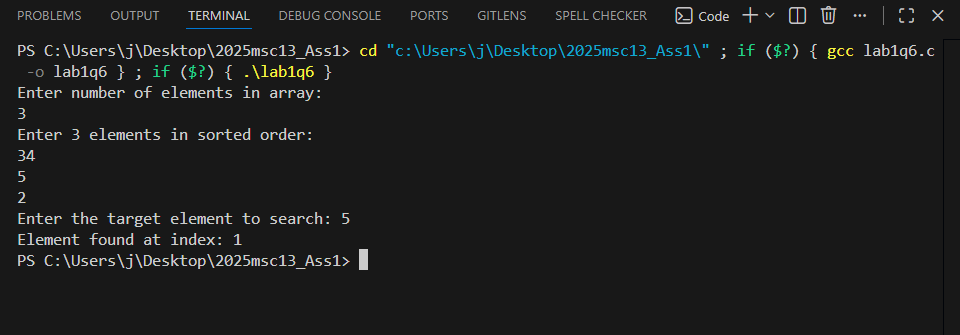 PROBLEMS OUTPUT TERMINAL DEBUG CONSOLE PORTS GITLENS SPELL CHECKER Code
PS C:\Users\j\Desktop\2025msc13_Ass1> cd "c:\Users\j\Desktop\2025msc13_Ass1\" ; if ($?) { gcc lab1q6.c
-o lab1q6 } ; if ($?) { .\lab1q6 }
Enter number of elements in array:
3
Enter 3 elements in sorted order:
34
5
2
Enter the target element to search: 5
Element found at index: 1
PS C:\Users\j\Desktop\2025msc13_Ass1>